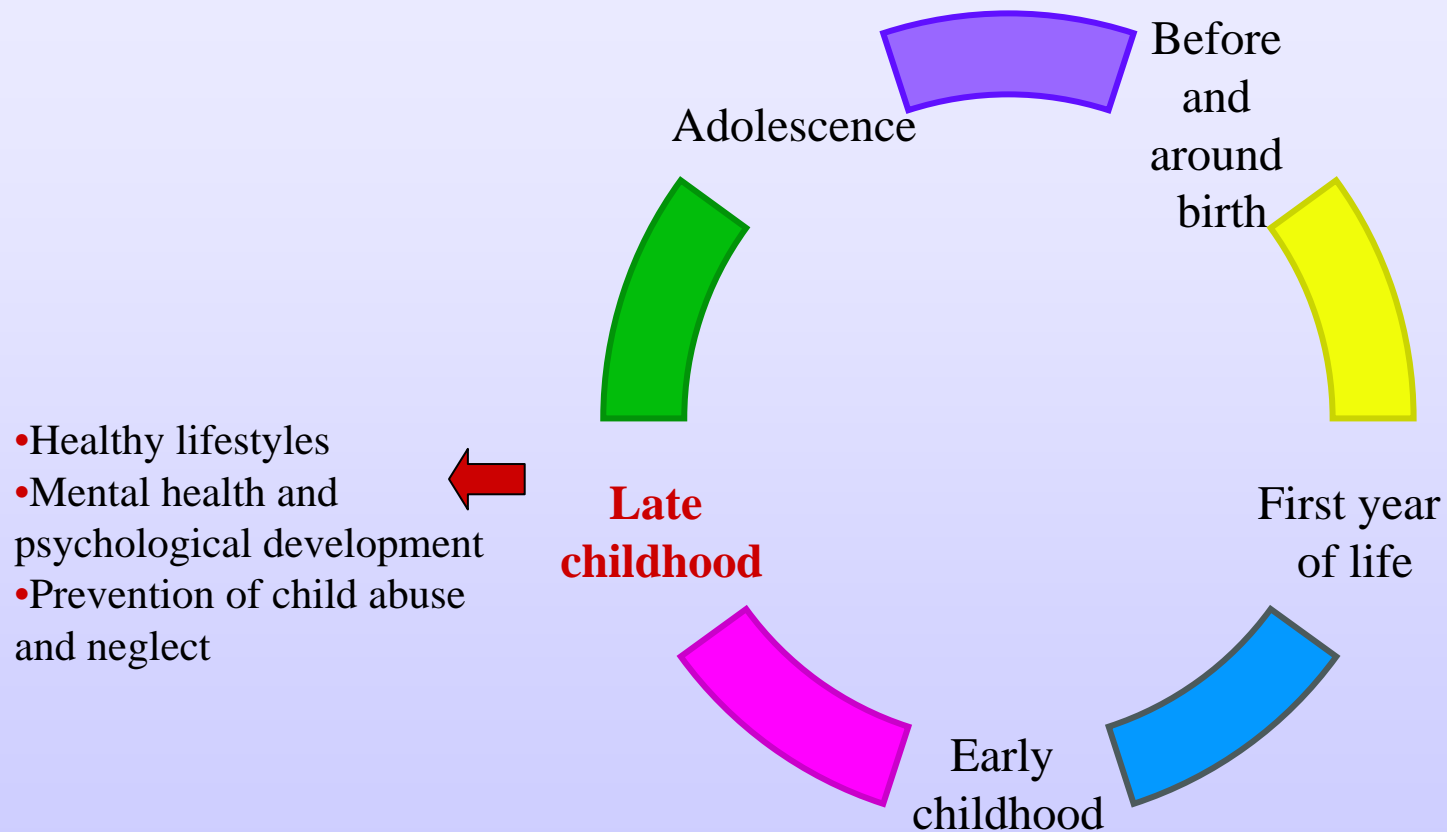 Before
and
around
birth
Adolescence
•Healthy lifestyles
•Mental health and
psychological development
•Prevention of child abuse
and neglect
Late
childhood
First year
of life
Early
childhood